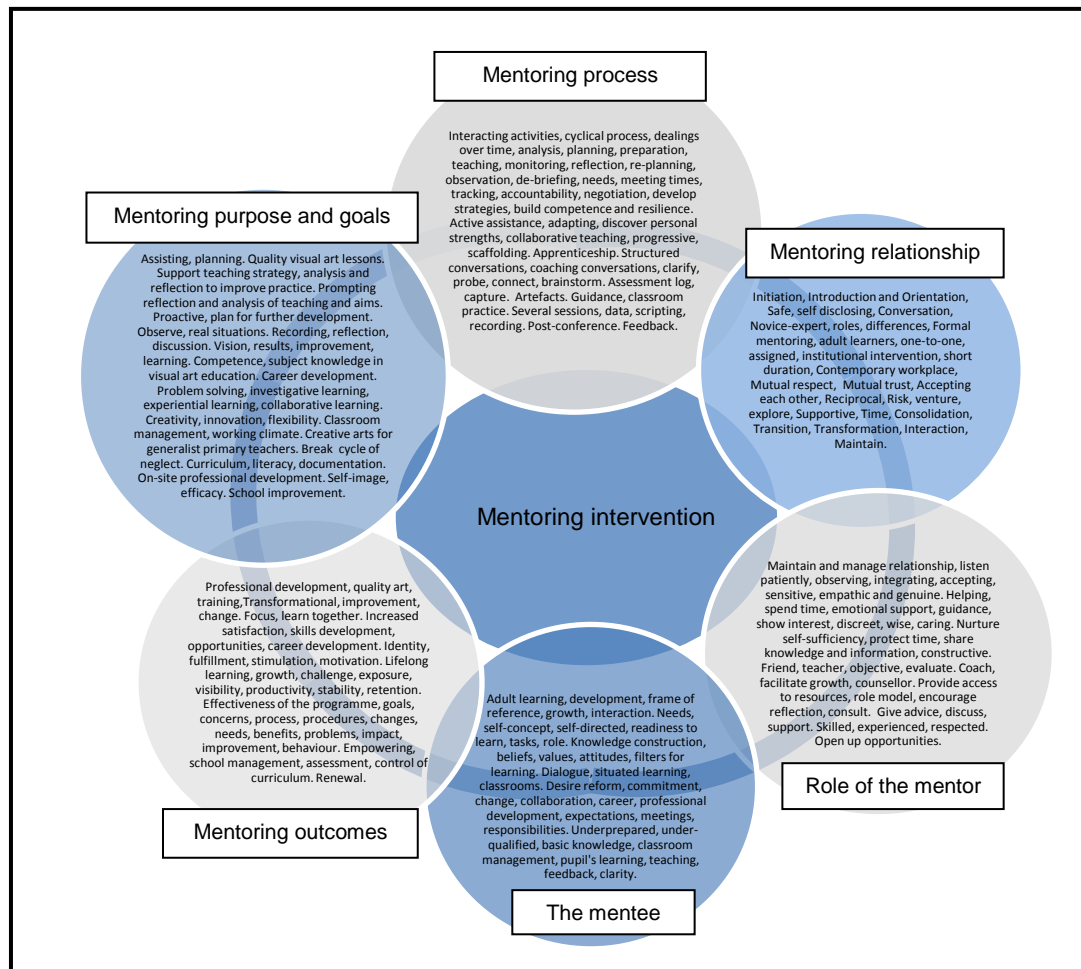 Mentoring process
Interacting activities, cyclical process, dealings
over time, analysis, planning, preparation,
teaching, monitoring, reflection, re-planning,
observation, de-briefing, needs, meeting times,
tracking, accountability, negotiation, develop
strategies, build competence and resilience.
Active assistance, adapting, discover personal
strengths, collaborative teaching, progressive,
scaffolding. Apprenticeship. Structured
conversations, coaching conversations, clarify,
probe, connect, brainstorm. Assessment log,
capture. Artefacts. Guidance, classroom
practice. Several sessions, data, scripting,
recording. Post-conference. Feedback.
Mentoring purpose and goals
Assisting, planning. Quality visual art lessons.
Support teaching strategy, analysis and
reflection to improve practice. Prompting
reflection and analysis of teaching and aims.
Proactive, plan for further development.
Observe, real situations. Recording, reflection,
discussion. Vision, results, improvement,
learning. Competence, subject knowledge in
visual art education. Career development.
Problem solving, investigative learning,
experiential learning, collaborative learning.
Creativity, innovation, flexibility. Classroom
management, working climate. Creative arts for
generalist primary teachers. Break cycle of
neglect. Curriculum, literacy, documentation.
On-site professional development. Self-image,
efficacy. School improvement.
Mentoring relationship
Initiation, Introduction and Orientation,
Safe, self disclosing, Conversation,
Novice-expert, roles, differences, Formal
mentoring, adult learners, one-to-one,
assigned, institutional intervention, short
duration, Contemporary workplace,
Mutual respect, Mutual trust, Accepting
each other, Reciprocal, Risk, venture,
explore, Supportive, Time, Consolidation,
Transition, Transformation, Interaction,
Maintain.
Mentoring intervention
Professional development, quality art,
training,Transformational, improvement,
change. Focus, learn together. Increased
satisfaction, skills development,
opportunities, career development. Identity,
fulfillment, stimulation, motivation. Lifelong
learning, growth, challenge, exposure,
visibility, productivity, stability, retention.
Effectiveness of the programme, goals,
concerns, process, procedures, changes,
needs, benefits, problems, impact,
improvement, behaviour. Empowering,
school management, assessment, control of
curriculum. Renewal.
Mentoring outcomes
Adult learning, development, frame of
reference, growth, interaction. Needs,
self-concept, self-directed, readiness to
learn, tasks, role. Knowledge construction,
beliefs, values, attitudes, filters for
learning. Dialogue, situated learning,
classrooms. Desire reform, commitment,
change, collaboration, career, professional
development, expectations, meetings,
responsibilities. Underprepared, under-
qualified, basic knowledge, classroom
management, pupil's learning, teaching,
feedback, clarity.
The mentee
Maintain and manage relationship, listen
patiently, observing, integrating, accepting,
sensitive, empathic and genuine. Helping,
spend time, emotional support, guidance,
show interest, discreet, wise, caring. Nurture
self-sufficiency, protect time, share
knowledge and information, constructive.
Friend, teacher, objective, evaluate. Coach,
facilitate growth, counsellor. Provide access
to resources, role model, encourage
reflection, consult. Give advice, discuss,
support. Skilled, experienced, respected.
Open up opportunities.
Role of the mentor